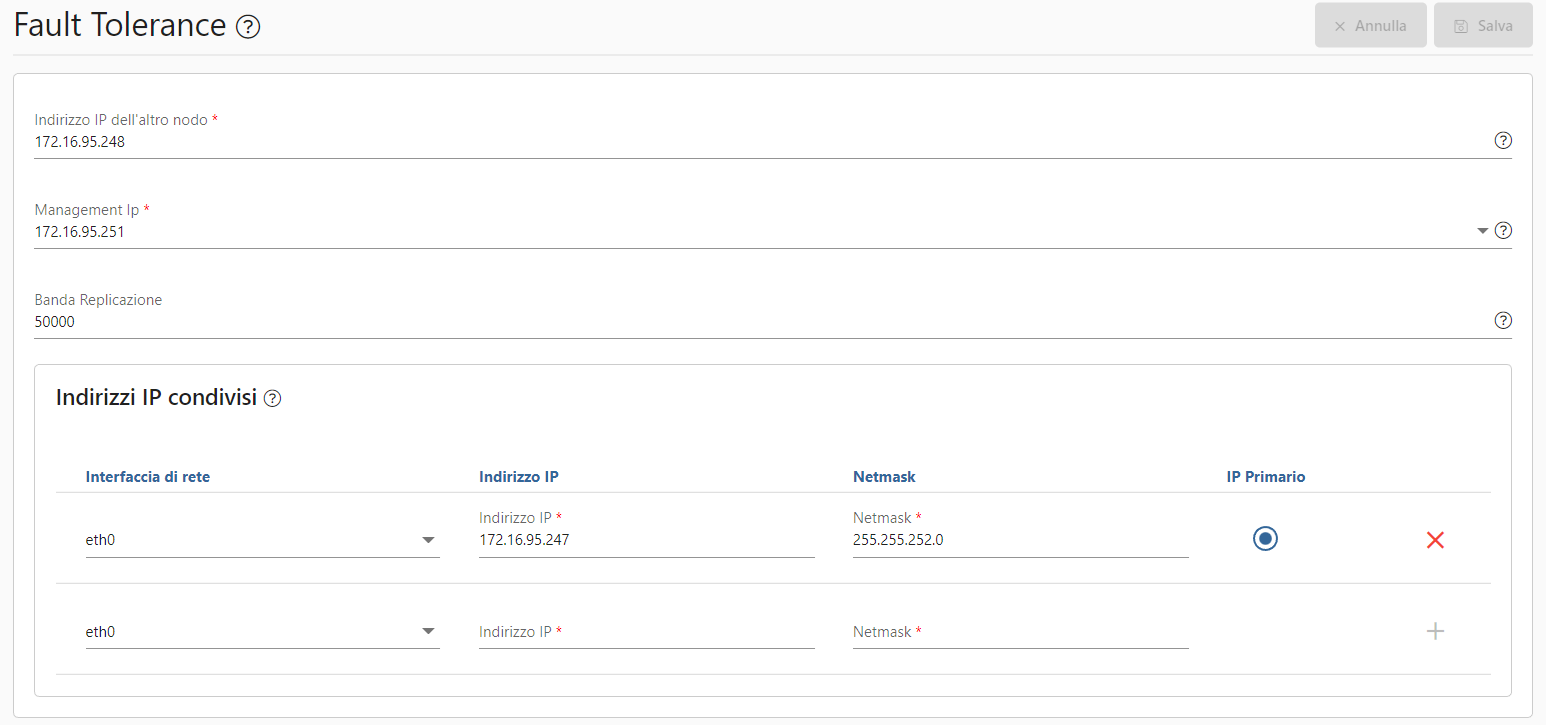 Fault Tolerance ?
× Annulla
Salva
Indirizzo IP dell'altro nodo *
172.16.95.248
?
Management Ip *
172.16.95.251
?
Banda Replicazione
50000
?
Indirizzi IP condivisi ?
Interfaccia di rete Indirizzo IP Netmask IP Primario
Indirizzo IP * Netmask *
eth0 172.16.95.247 255.255.252.0
eth0 Indirizzo IP * Netmask *